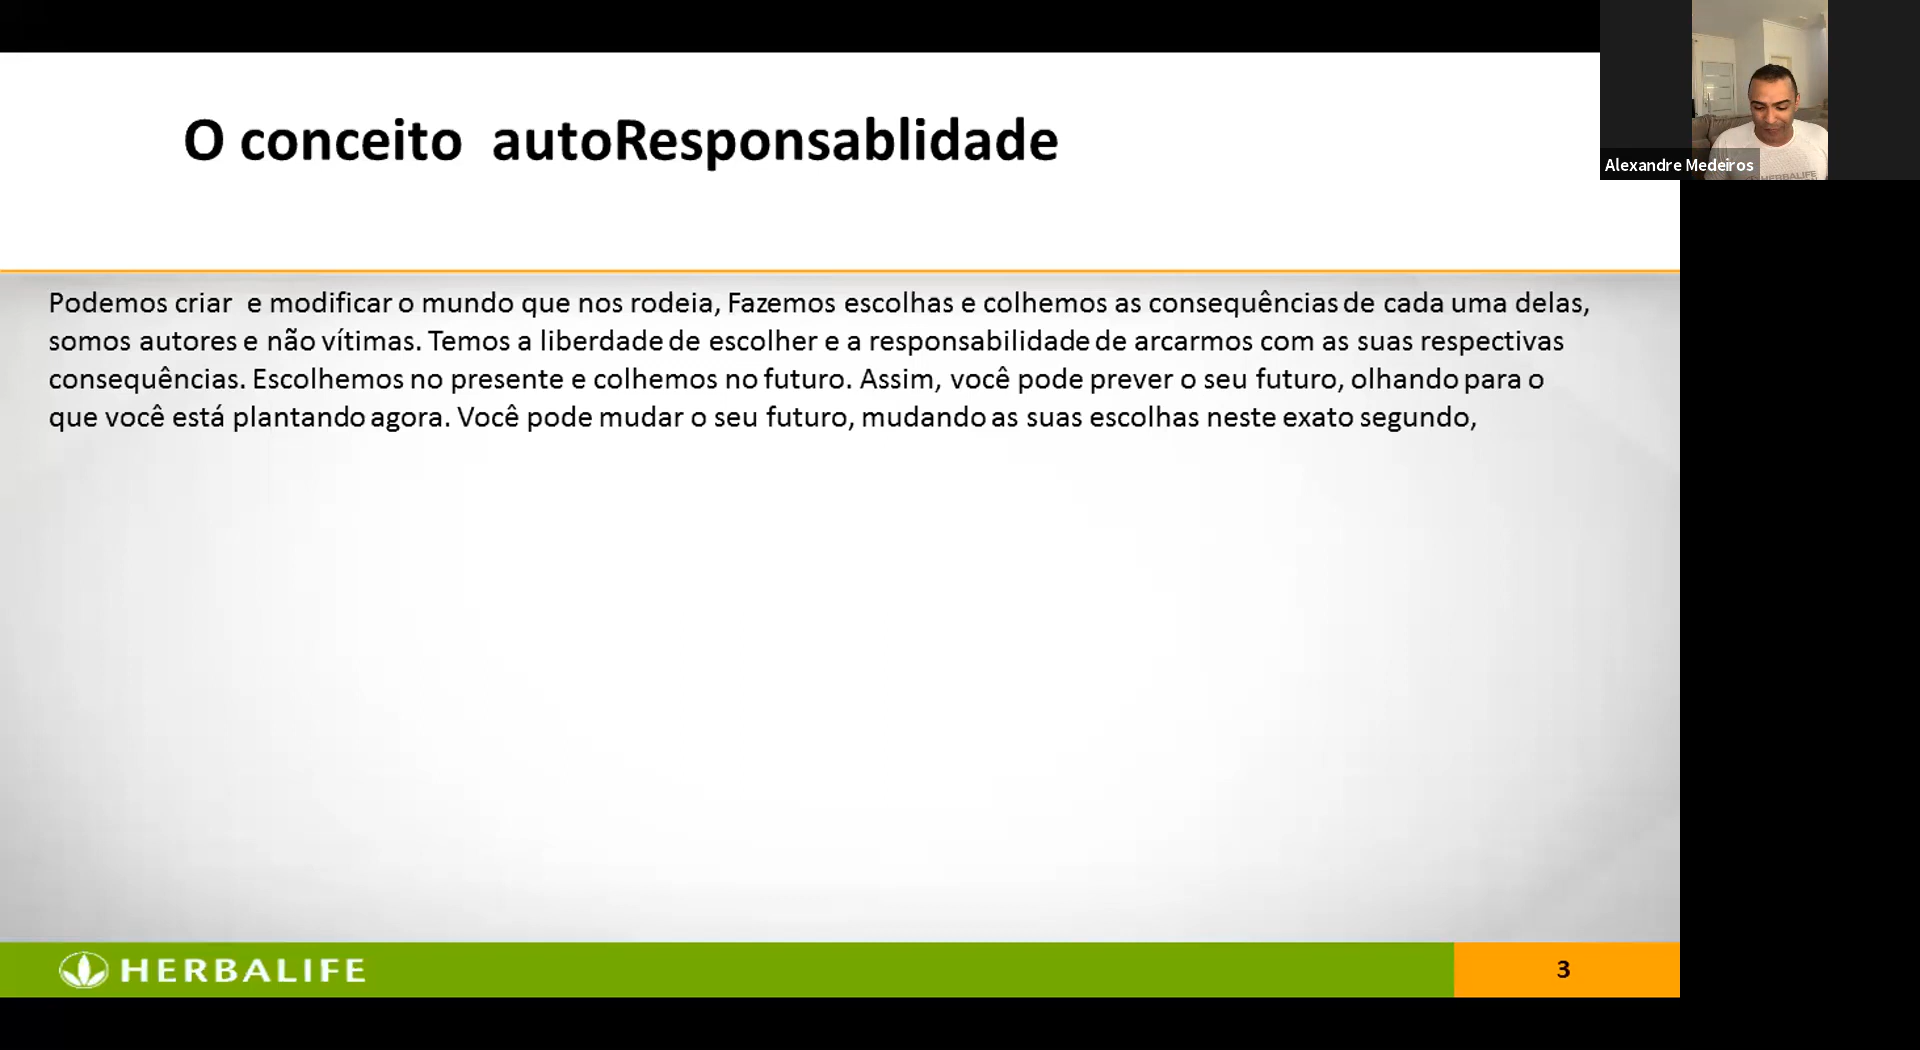 O conceito  autoResponsablidade
Alexandre Medeiros
HERBALIFE
Podemos criar  e modificar o mundo que nos rodeia, Fazemos escolhas e colhemos as consequências de cada uma delas,
somos autores e não vítimas. Temos a liberdade de escolher e a responsabilidade de arcarmos com as suas respectivas
consequências. Escolhemos no presente e colhemos no futuro. Assim, você pode prever o seu futuro, olhando para o
que você está plantando agora. Você pode mudar o seu futuro, mudando as suas escolhas neste exato segundo,
HERBALIFE
3